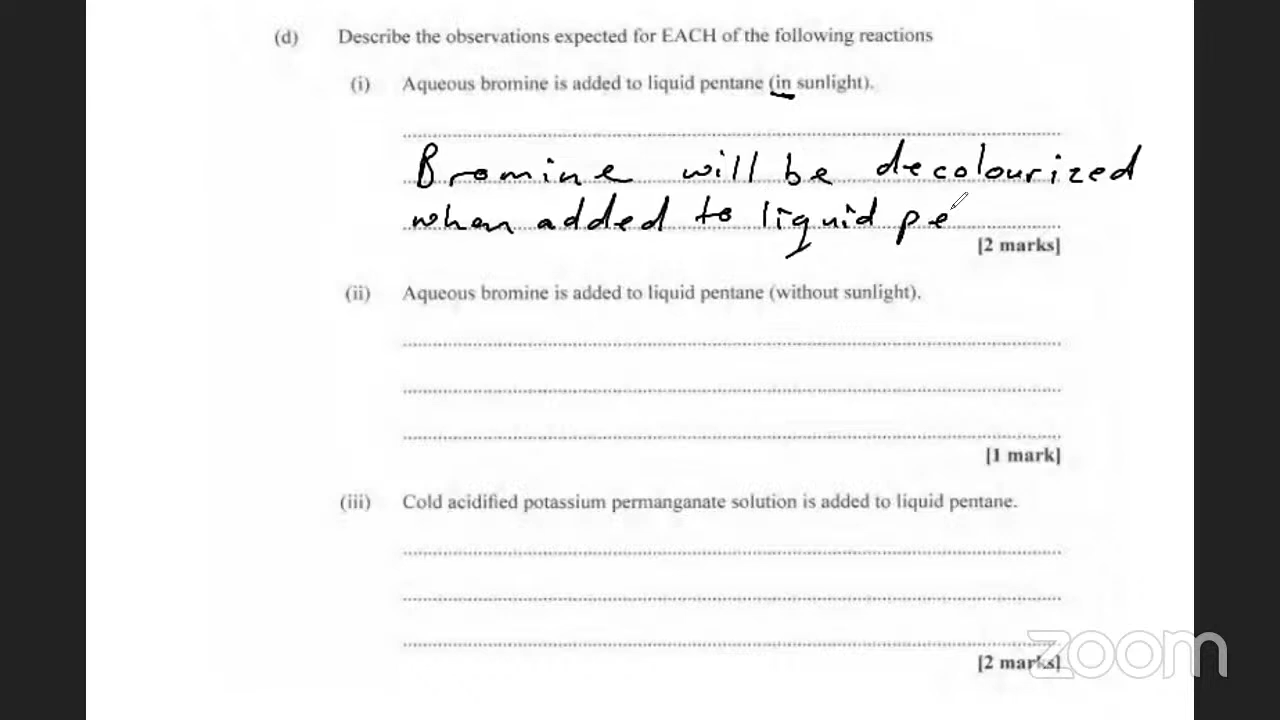 (d) Describe the observations expected for EACH of the following reactions
(i) Aqueous bromine is added to liquid pentane (in sunlight).
Bromine will be decolourized
when added to liquid pe
[2 marks]
(ii) Aqueous bromine is added to liquid pentane (without sunlight).
[1 mark]
(iii) Cold acidified potassium permanganate solution is added to liquid pentane.
[2 marks]
zoom